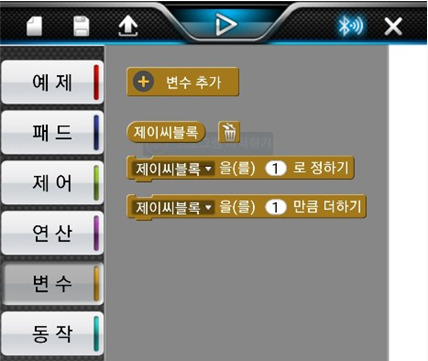 예 제
패 드
제 어
연 산
변 수
동 작
변수 추가
제이씨블록
제이씨블록 을(를) 1 로 정하기
제이씨블록 을(를) 1 만큼 더하기